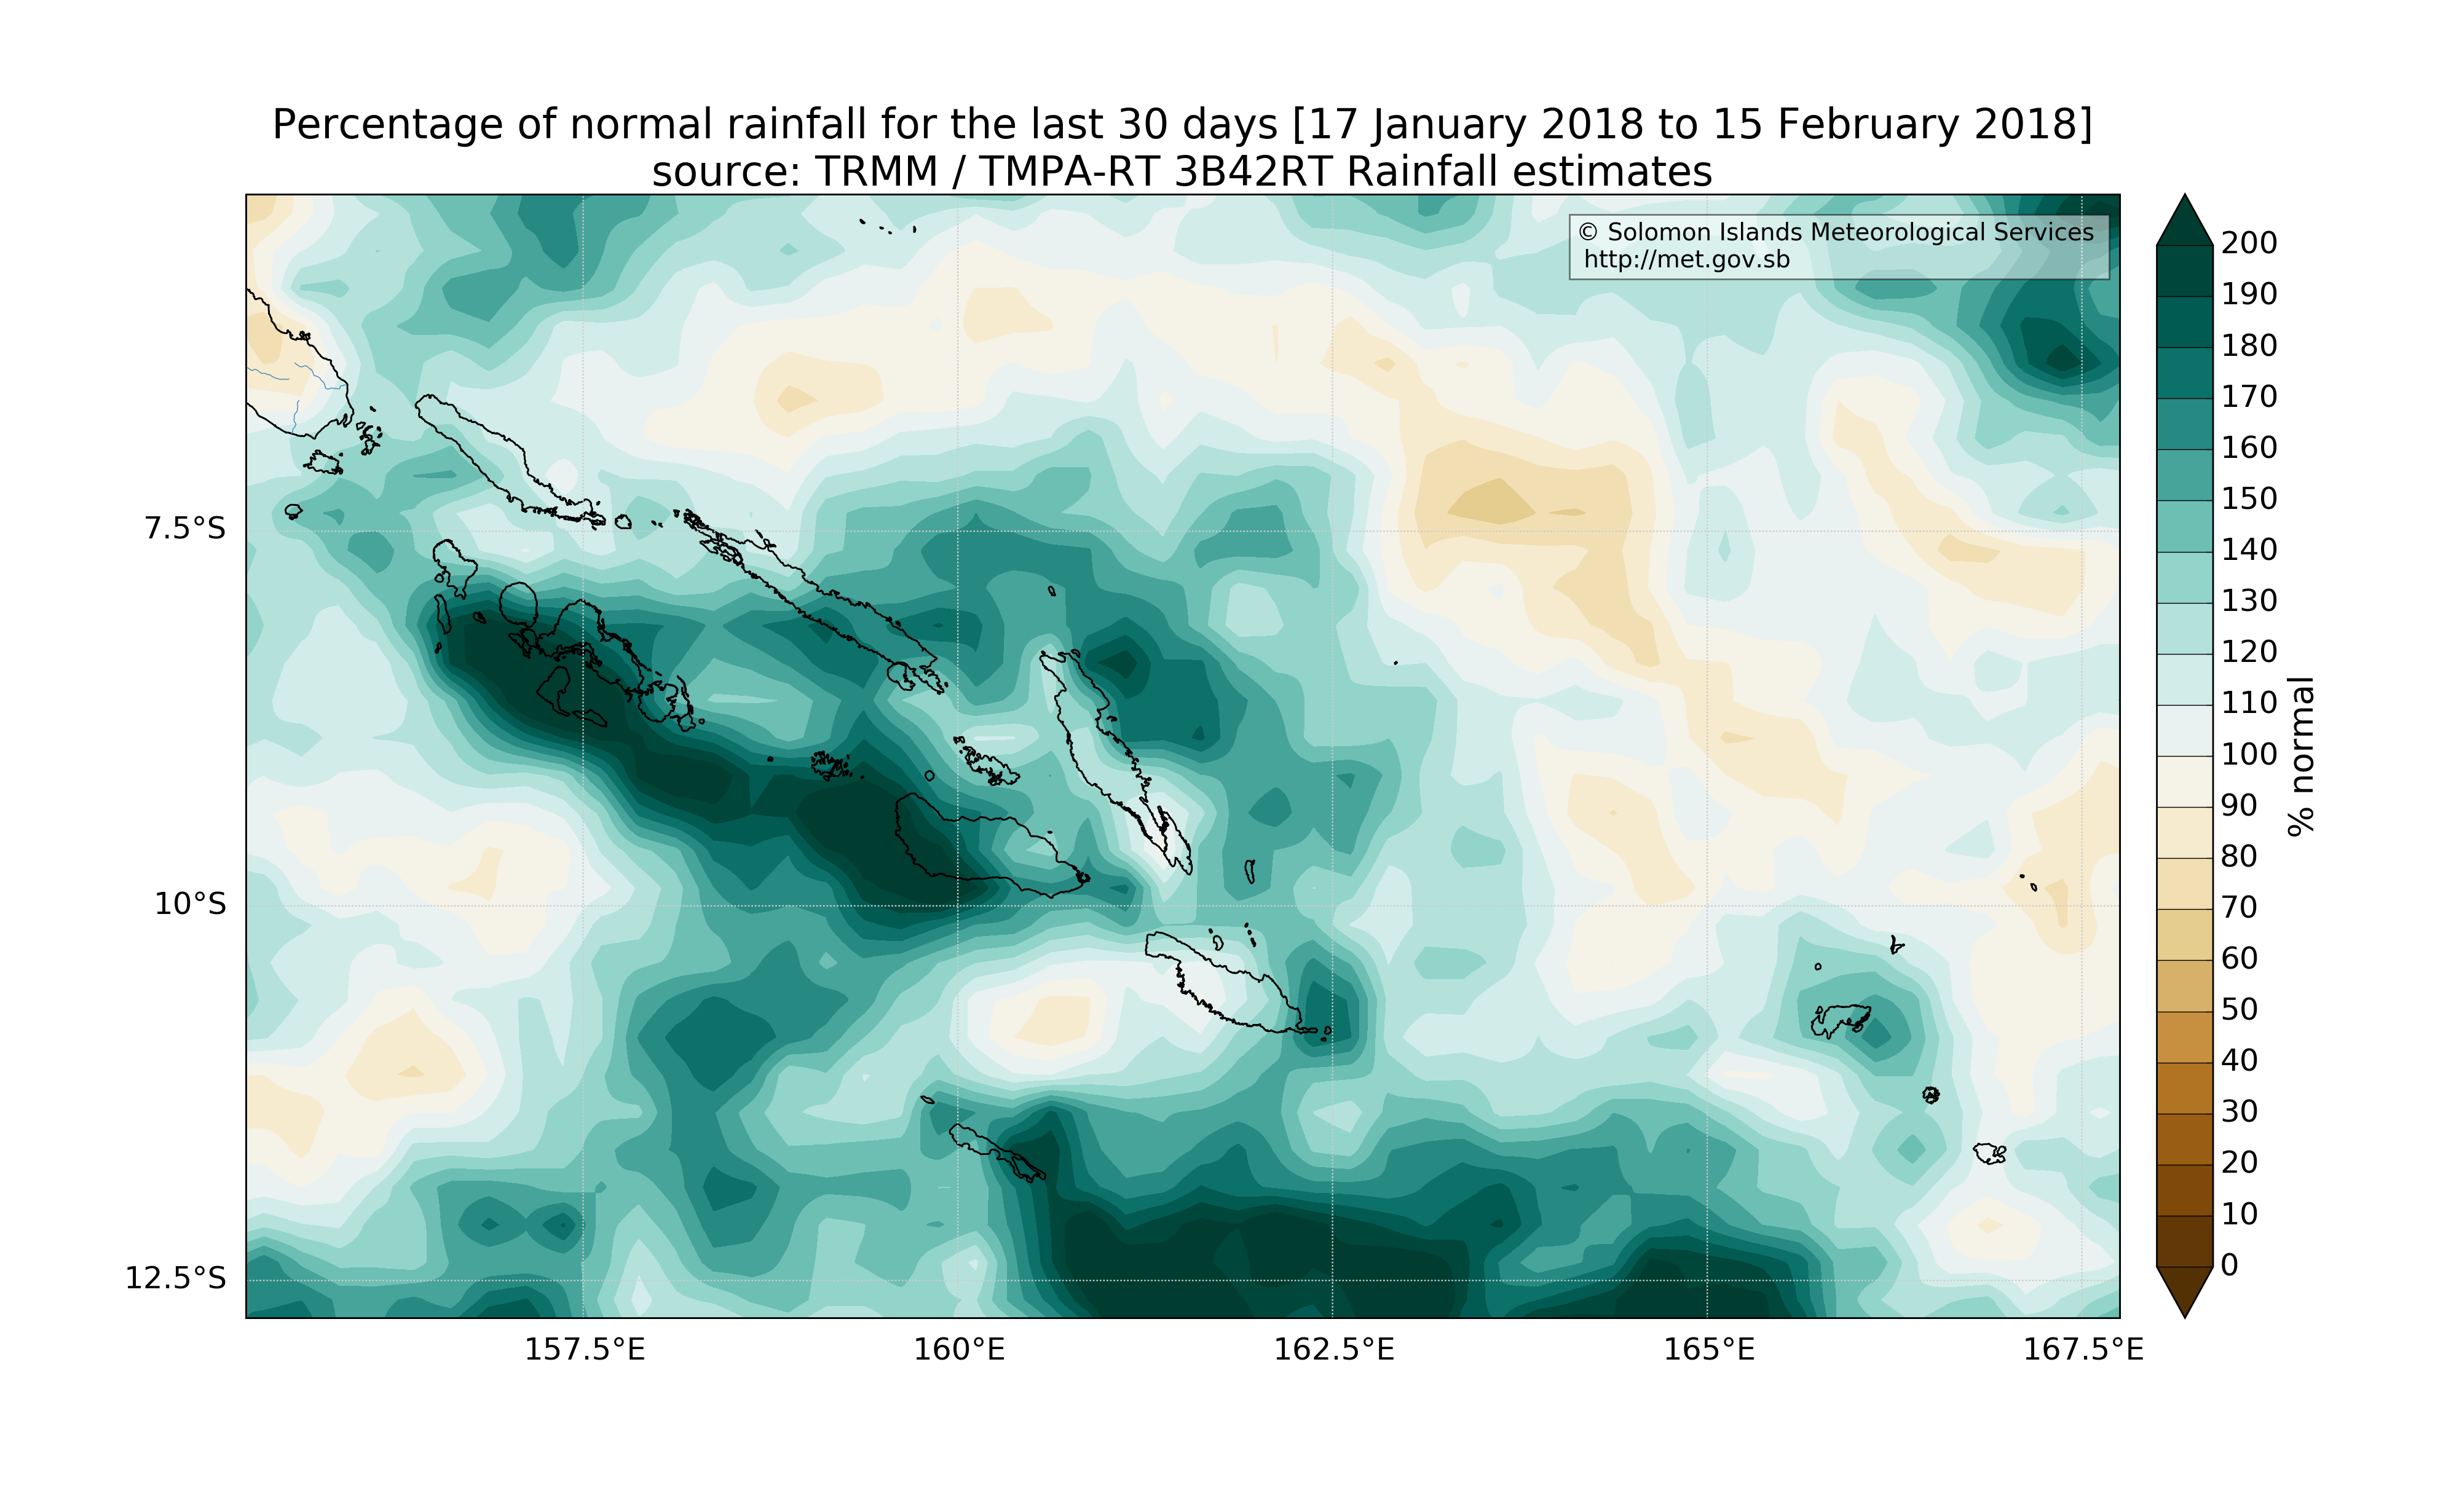 Percentage of normal rainfall for the last 30 days [17 January 2018 to 15 February 2018]
source: TRMM / TMPA-RT 3B42RT Rainfall estimates
© Solomon Islands Meteorological Services
http://met.gov.sb
7.5°S
10°S
12.5°S
157.5°E
160°E
162.5°E
165°E
167.5°E
200
190
180
170
160
150
140
130
120
110
100
90
80
70
60
50
40
30
20
10
0
% normal